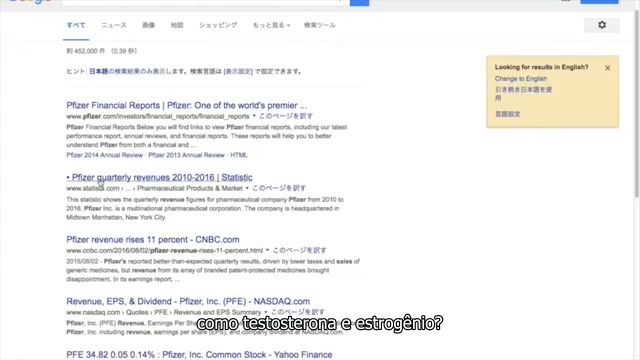 すべて ニュース 画像 地図 ショッピング もっと見る 検索ツール
約 452,000 件 (0.39 秒)
ヒント: 日本語の検索結果のみ表示します。検索言語は [表示設定] で指定できます。
Looking for results in English?
Change to English
引き続き日本語を使用
言語設定
Pfizer Financial Reports | Pfizer: One of the world's premier ...
www.pfizer.com/investors/financial_reports/financial_reports このページを訳す
Pfizer Financial Reports Below you will find links to view Pfizer financial reports, including our latest
performance report, annual reviews, and financial reports. These reports will help you to better
understand Pfizer from both a financial and ...
Pfizer 2014 Annual Review - Pfizer 2013 Annual Review - HTML
• Pfizer quarterly revenues 2010-2016 | Statistic
www.statista.com › ... › Pharmaceutical Products & Market このページを訳す
This statistic shows the quarterly revenue figures for pharmaceutical company Pfizer from 2010 to
2016. Pfizer Inc. is a multinational pharmaceutical corporation. The company is headquartered in
Midtown Manhattan, New York City.
Pfizer revenue rises 11 percent - CNBC.com
www.cnbc.com/2016/08/02/pfizer-revenue-rises-11-percent.html このページを訳す
2016/08/02 - Pfizer's reported better-than-expected quarterly results, driven by lower taxes and sales of
generic medicines, but revenue from its array of branded patent-protected medicines brought
disappointment. In its earnings report, ...
Revenue, EPS, & Dividend - Pfizer, Inc. (PFE) - NASDAQ.com
www.nasdaq.com › Quotes › PFE › Revenue and EPS Summary このページを訳す
Pfizer, Inc. (PFE) Revenue, Earnings Per Share
Pfizer, Inc. including revenue, earnings per share (EPS) and dividend company data at NASDAQ.com.
como testosterona e estrogênio?
PFE 34.82 0.05 0.14% : Pfizer, Inc. Common Stock - Yahoo Finance